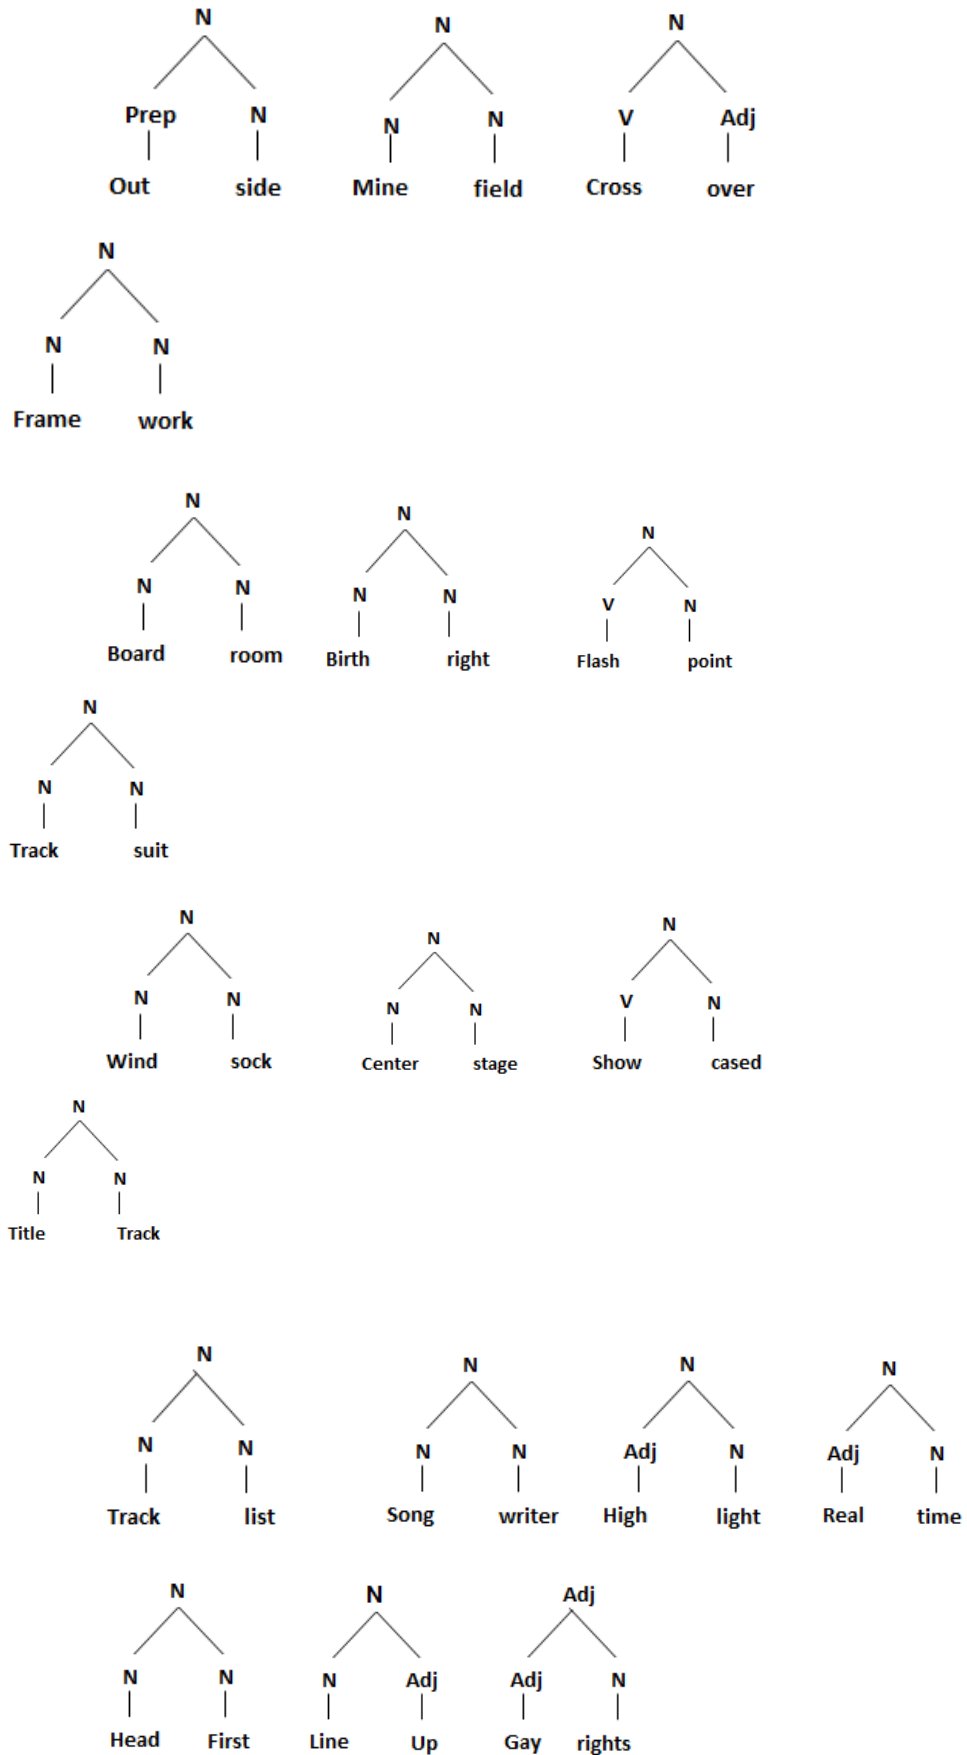 N N N
Prep N N N V Adj
Out side Mine field Cross over
N
N N
Frame work
N N N
N N N N V N
Board room Birth right Flash point
N
N N
Track suit
N N N
N N N N V N
Wind sock Center stage Show cased
N
N N
Title Track
N N N N
N N N N Adj N Adj N
Track list Song writer High light Real time
N N Adj
N N N Adj Adj N
Head First Line Up Gay rights